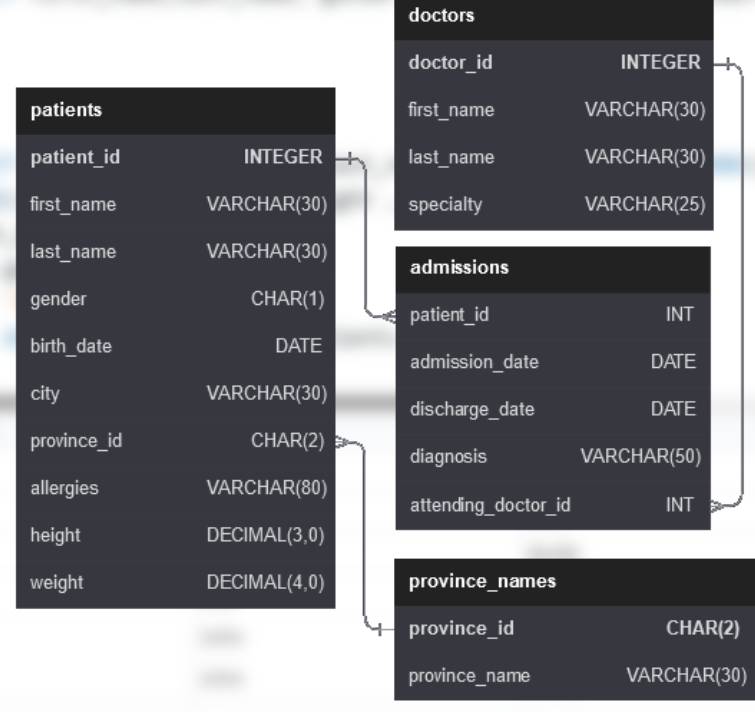 doctors
doctor_id INTEGER
first_name VARCHAR(30)
last_name VARCHAR(30)
specialty VARCHAR(25)
patients
patient_id INTEGER
first_name VARCHAR(30)
last_name VARCHAR(30)
gender CHAR(1)
birth_date DATE
city VARCHAR(30)
province_id CHAR(2)
allergies VARCHAR(80)
height DECIMAL(3,0)
weight DECIMAL(4,0)
admissions
patient_id INT
admission_date DATE
discharge_date DATE
diagnosis VARCHAR(50)
attending_doctor_id INT
province_names
province_id CHAR(2)
province_name VARCHAR(30)